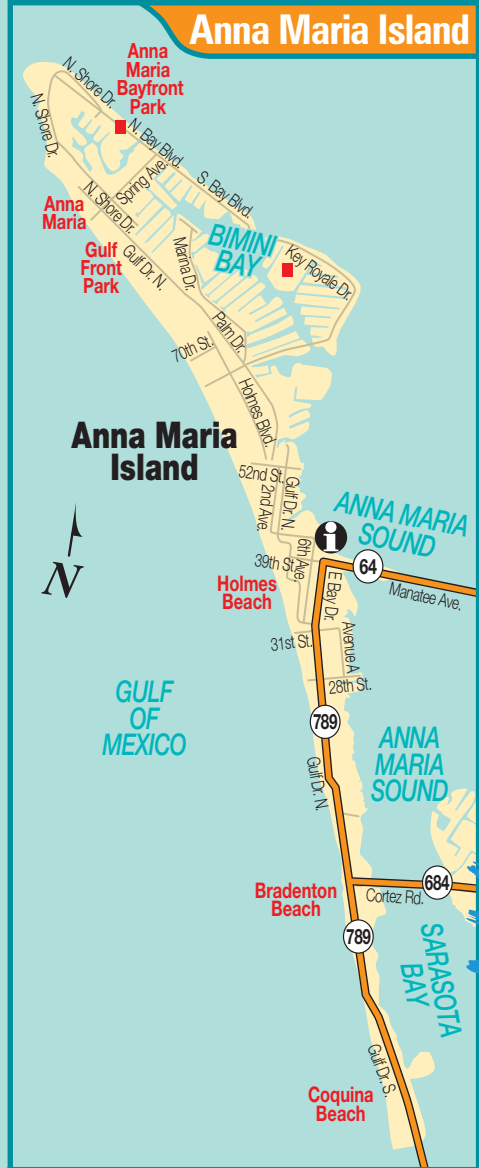 Anna Maria Island
Anna
Maria
Bayfront
Park
N. Shore Dr.
N. Shore Dr.
N. Bay Blvd.
Spring Ave.
S. Bay Blvd.
Anna
Maria
N. Shore Dr.
Gulf
Front
Park
Gulf Dr. N.
Marina Dr.
BIMINI
BAY
Key Royale Dr.
Palm Dr.
70th St.
Holmes Blvd.
Anna Maria
Island
52nd St.
Gulf Dr. N.
2nd Ave.
ANNA MARIA
SOUND
i
6th Ave.
39th St.
64
Manatee Ave.
N
Holmes
Beach
E Bay Dr.
31st St.
Avenue A
28th St.
GULF
OF
MEXICO
789
ANNA
MARIA
SOUND
Gulf Dr. N.
Bradenton
Beach
684
Cortez Rd.
789
SARASOTA
BAY
Gulf Dr. S.
Coquina
Beach